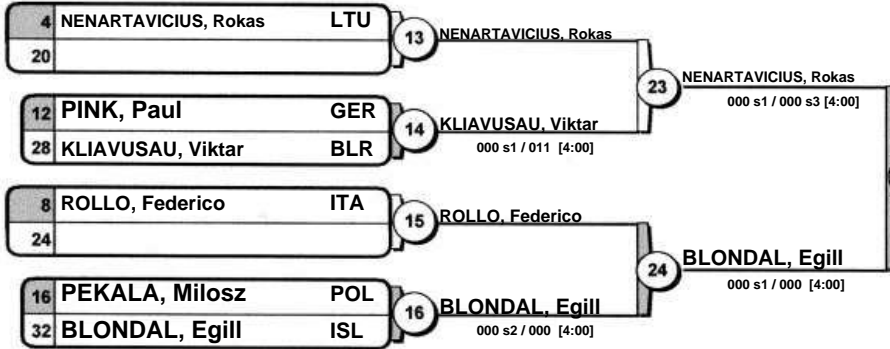 4 NENARTAVICIUS, Rokas LTU
20
13 NENARTAVICIUS, Rokas
12 PINK, Paul GER
28 KLIAVUSAU, Viktar BLR
14 KLIAVUSAU, Viktar
000 s1 / 011 [4:00]
23 NENARTAVICIUS, Rokas
000 s1 / 000 s3 [4:00]
8 ROLLO, Federico ITA
24
15 ROLLO, Federico
16 PEKALA, Milosz POL
32 BLONDAL, Egill ISL
16 BLONDAL, Egill
000 s2 / 000 [4:00]
24 BLONDAL, Egill
000 s1 / 000 [4:00]